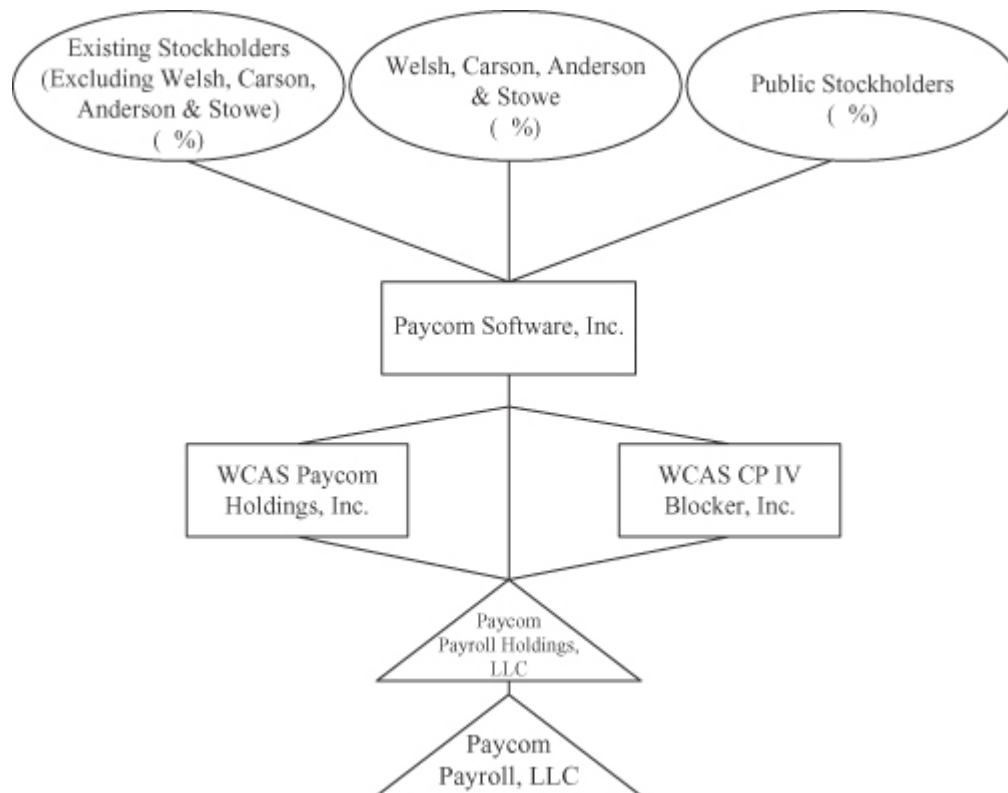 Existing Stockholders
(Excluding Welsh, Carson,
Anderson & Stowe)
( %)
Welsh, Carson, Anderson
& Stowe
( %)
Public Stockholders
( %)
Paycom Software, Inc.
WCAS Paycom
Holdings, Inc.
WCAS CP IV
Blocker, Inc.
Paycom
Payroll Holdings,
LLC
Paycom
Payroll, LLC